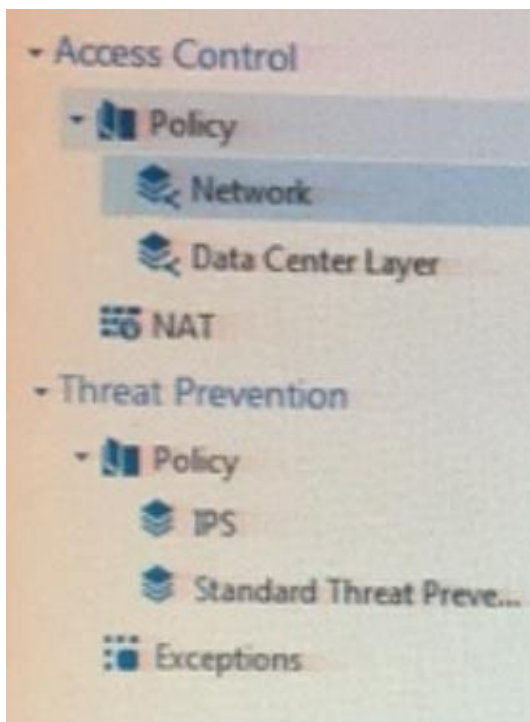 Access Control
Policy
Network
Data Center Layer
NAT
Threat Prevention
Policy
IPS
Standard Threat Preve...
Exceptions